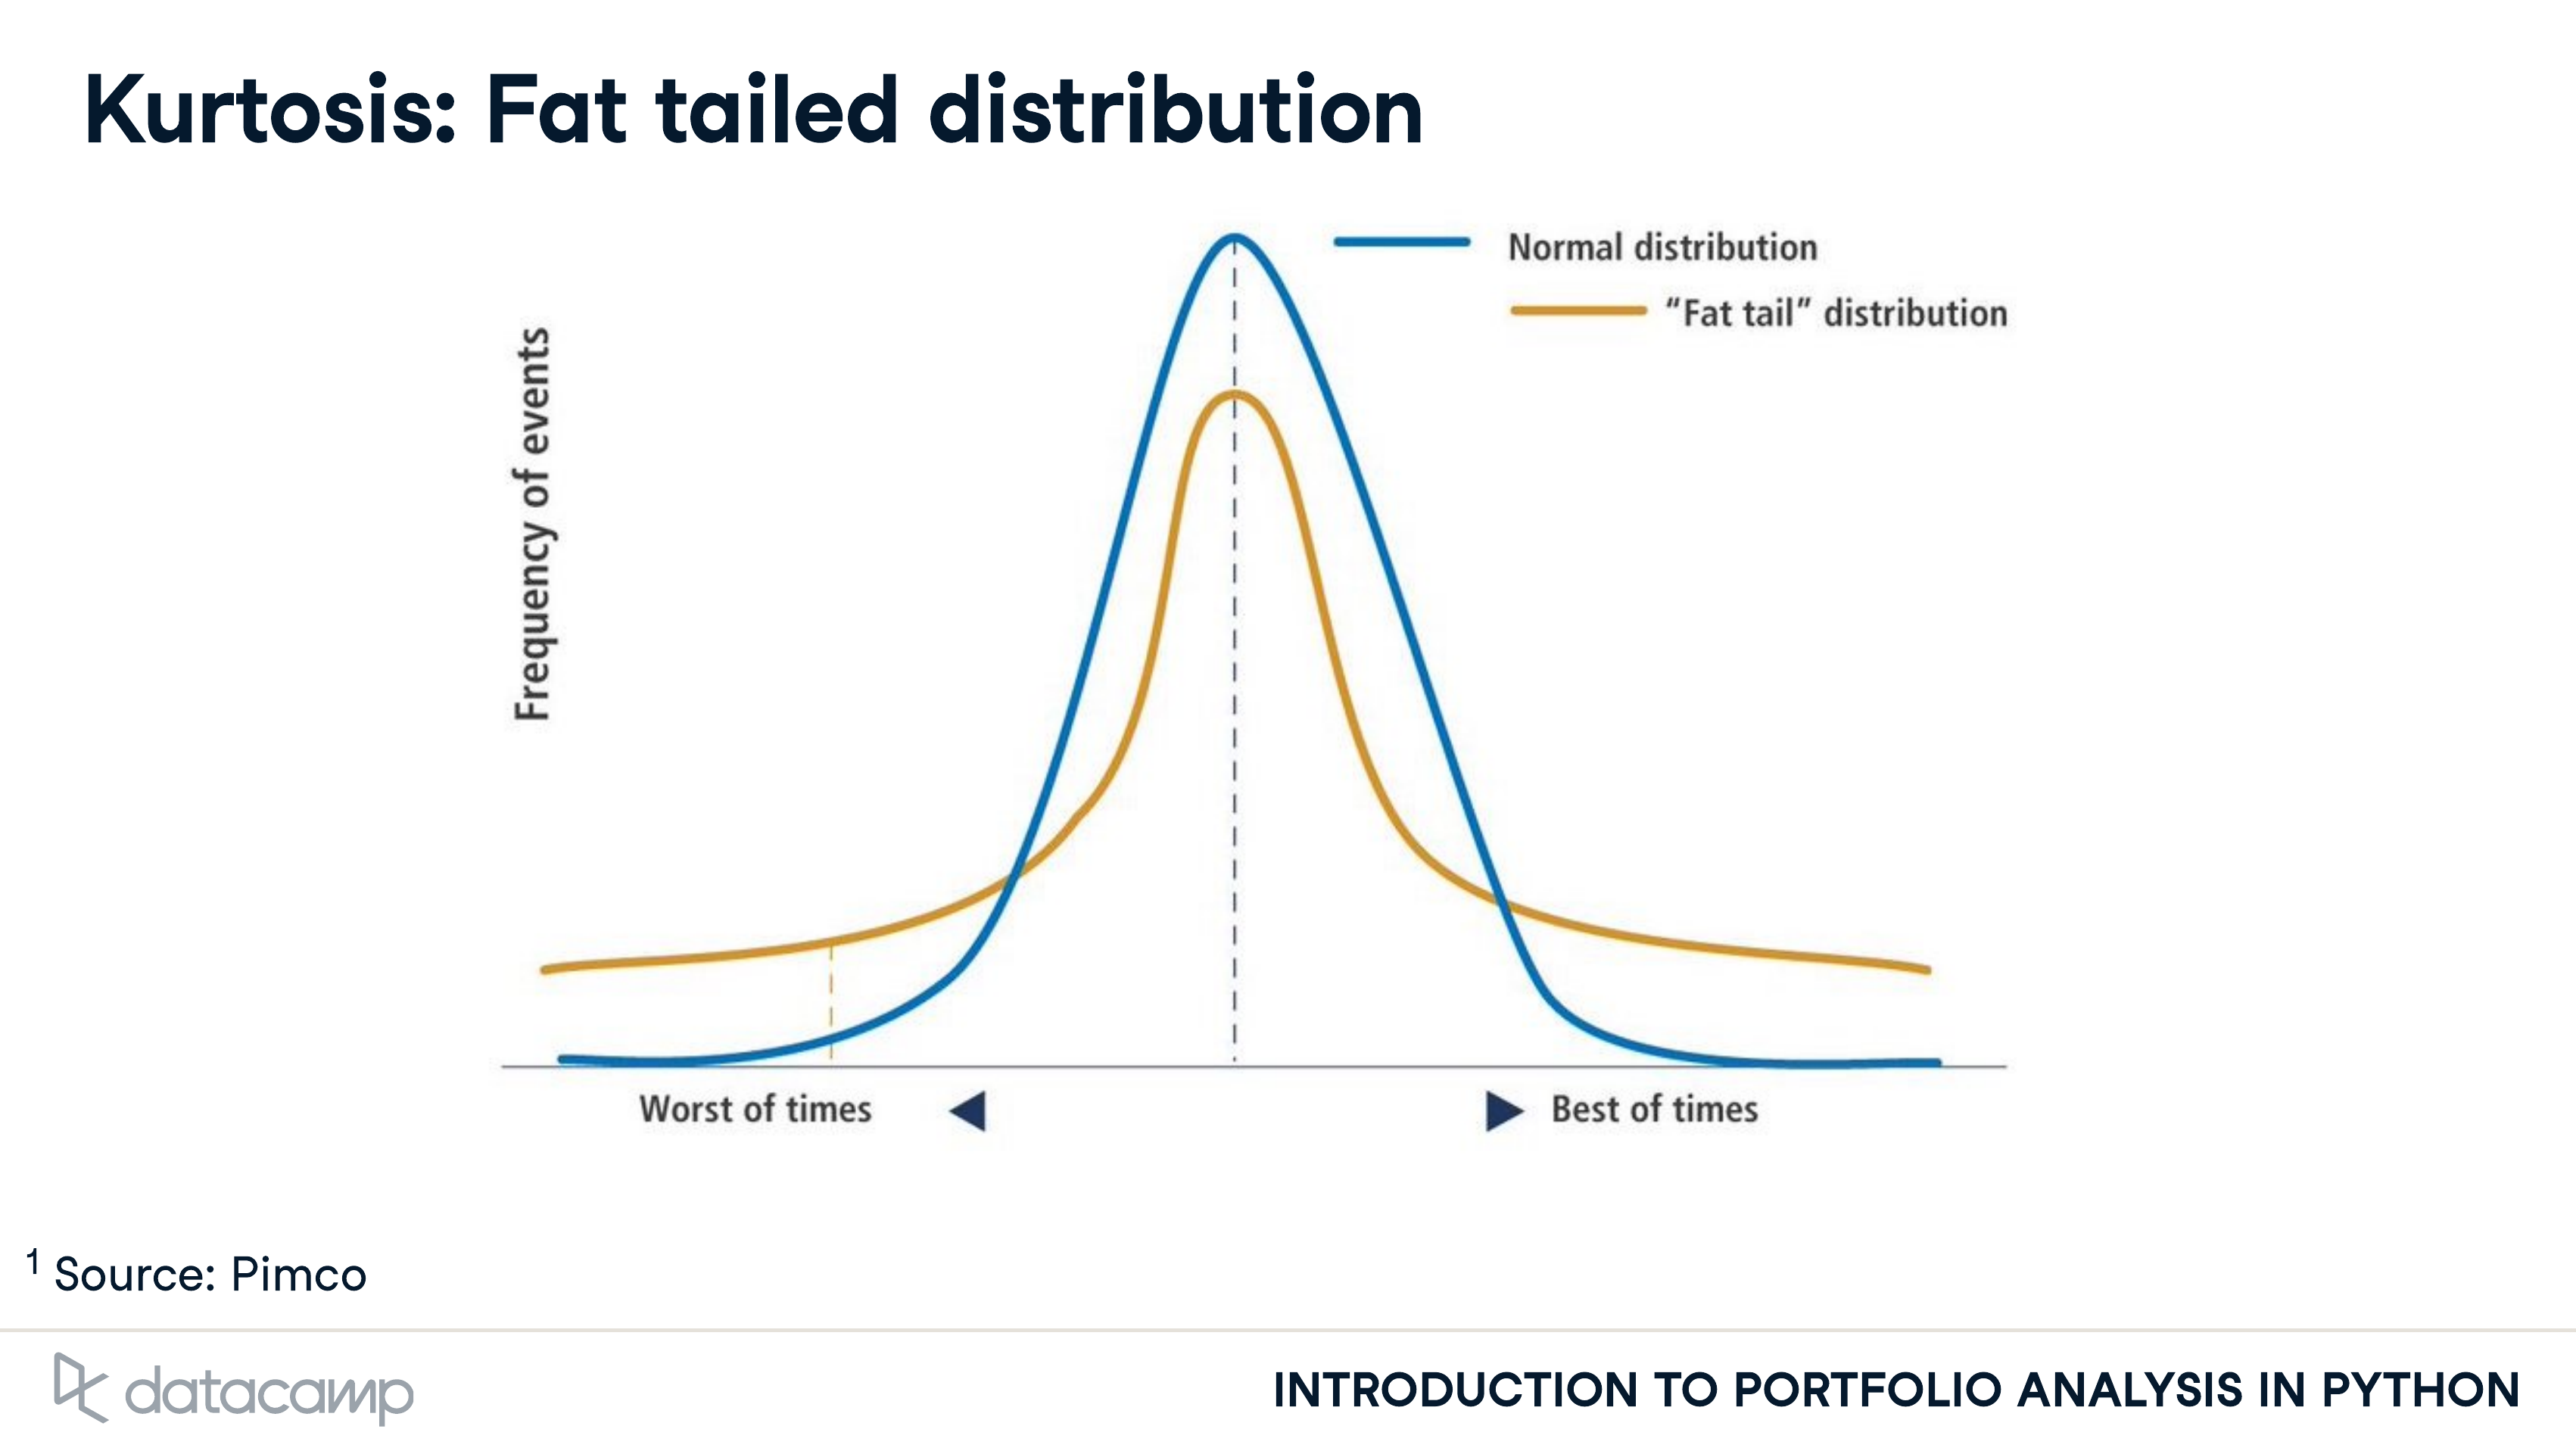 Kurtosis: Fat tailed distribution
Normal distribution
“Fat tail” distribution
Frequency of events
Worst of times
Best of times
1 Source: Pimco
datacamp
INTRODUCTION TO PORTFOLIO ANALYSIS IN PYTHON